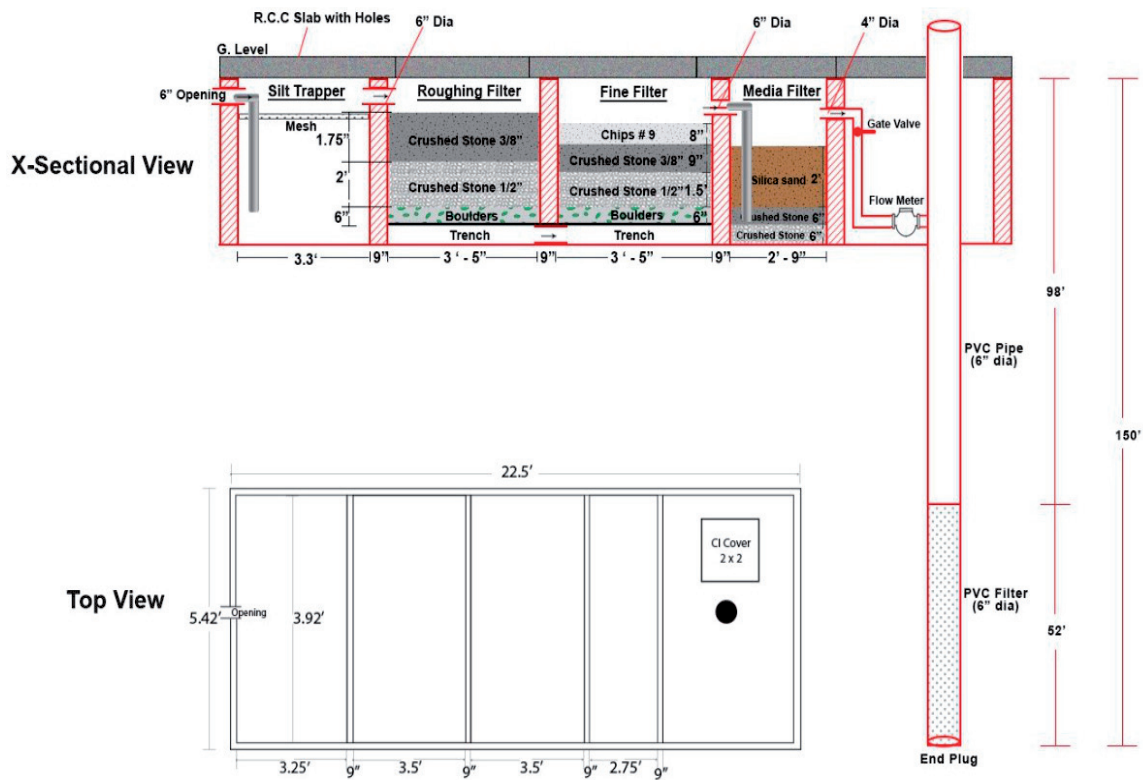 R.C.C Slab with Holes
6” Dia
6” Dia
4” Dia
G. Level
6” Opening
Silt Trapper
Roughing Filter
Fine Filter
Media Filter
Mesh
1.75”
Crushed Stone 3/8”
Chips # 9
8”
Gate Valve
X-Sectional View
Crushed Stone 3/8”
9”
2’
Crushed Stone 1/2”
Crushed Stone 1/2”
1.5’
Silica sand
2’
Flow Meter
6”
Boulders
Boulders
6”
Crushed Stone
6”
Trench
Trench
Crushed Stone
6”
3.3‘
9”
3 ‘ - 5”
9”
3 ‘ - 5”
9”
2’ - 9”
98’
PVC Pipe
(6” dia)
150’
22.5’
CI Cover
2 x 2
Top View
5.42’
Opening
3.92’
PVC Filter
(6” dia)
52’
End Plug
3.25’
9”
3.5’
9”
3.5’
9”
2.75’
9”